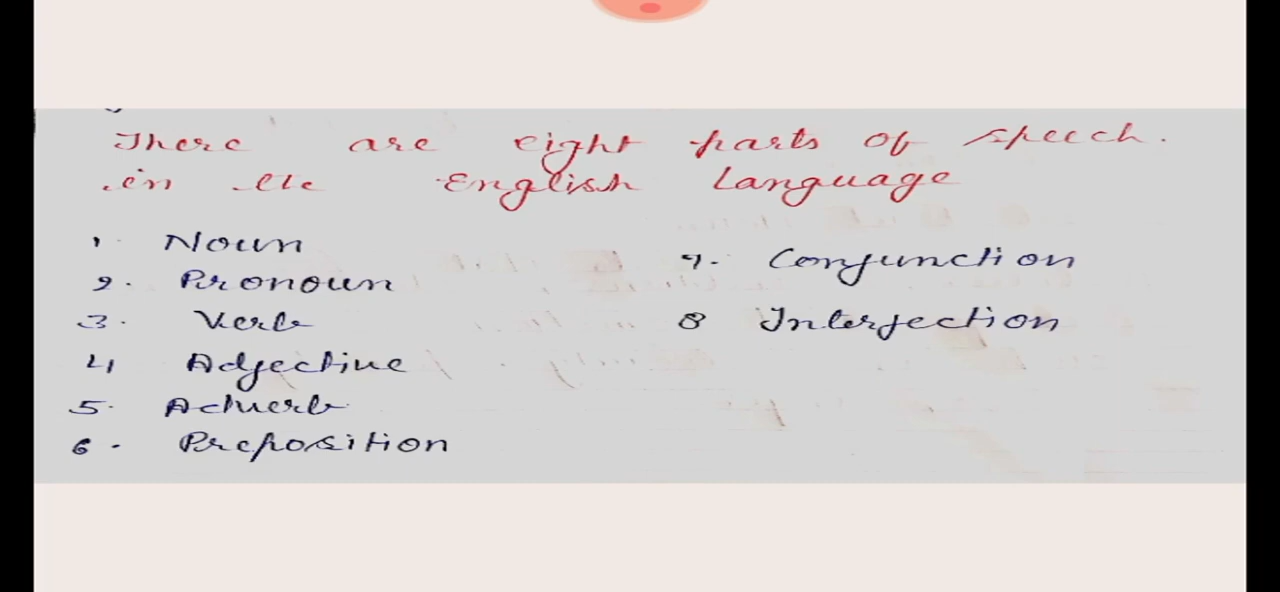 There are eight parts of speech.
in the English Language
1. Noun
2. Pronoun
3. Verb
4 Adjective
5. Adverb
6. Preposition
7. Conjunction
8 Interjection